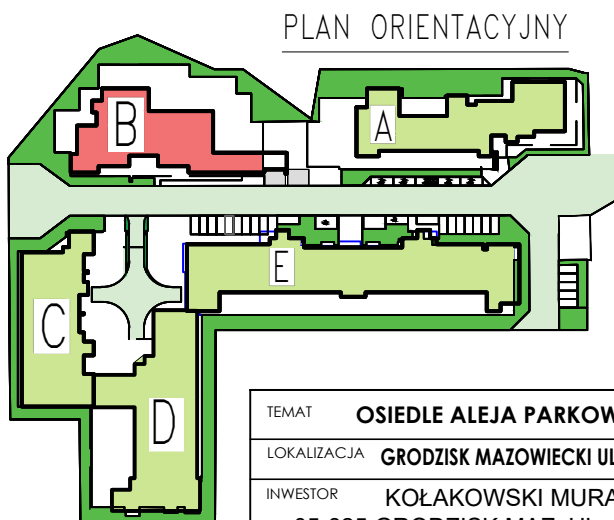 PLAN ORIENTACYJNY
B
A
E
C
D
TEMAT OSIEDLE ALEJA PARKOW
LOKALIZACJA GRODZISK MAZOWIECKI UL
INWESTOR KOŁAKOWSKI MURA